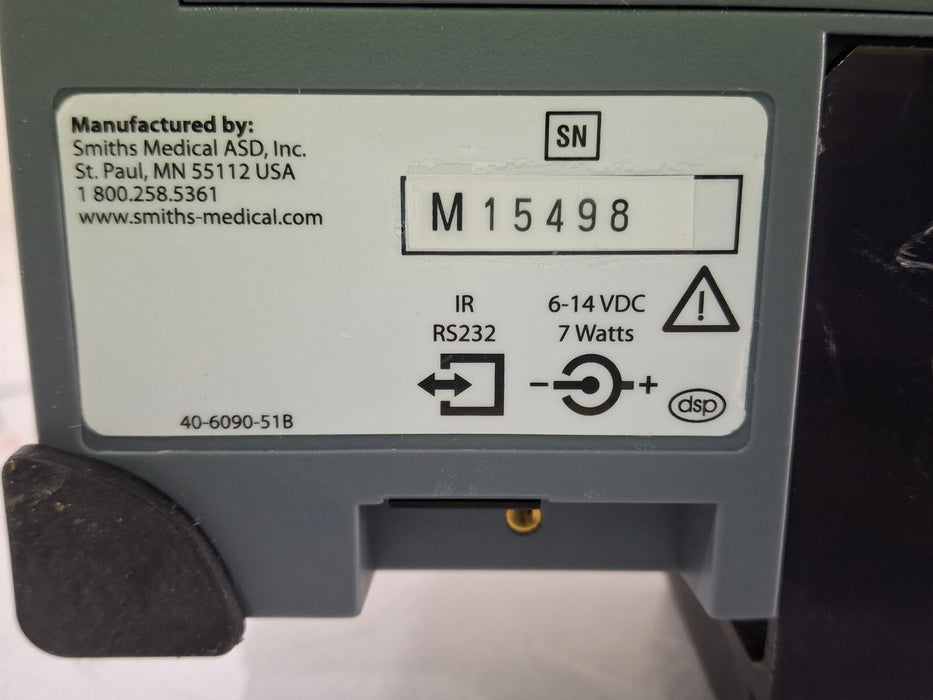 Manufactured by:
Smiths Medical ASD, Inc.
St. Paul, MN 55112 USA
1 800.258.5361
www.smiths-medical.com
SN
M 15498
IR
RS232
6-14 VDC
7 Watts
- +
dsp
40-6090-51B